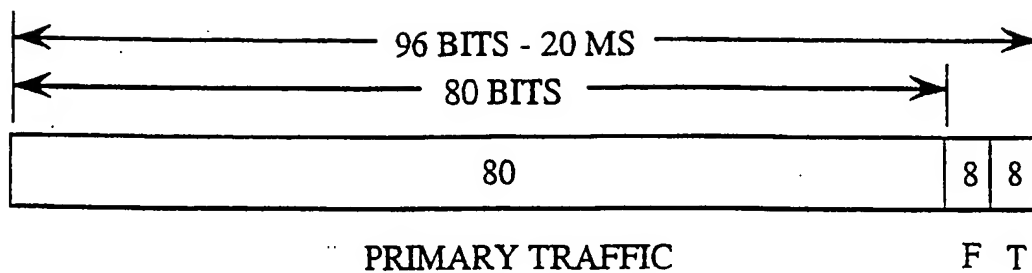 96 BITS - 20 MS
80 BITS
80 8 8
PRIMARY TRAFFIC F T